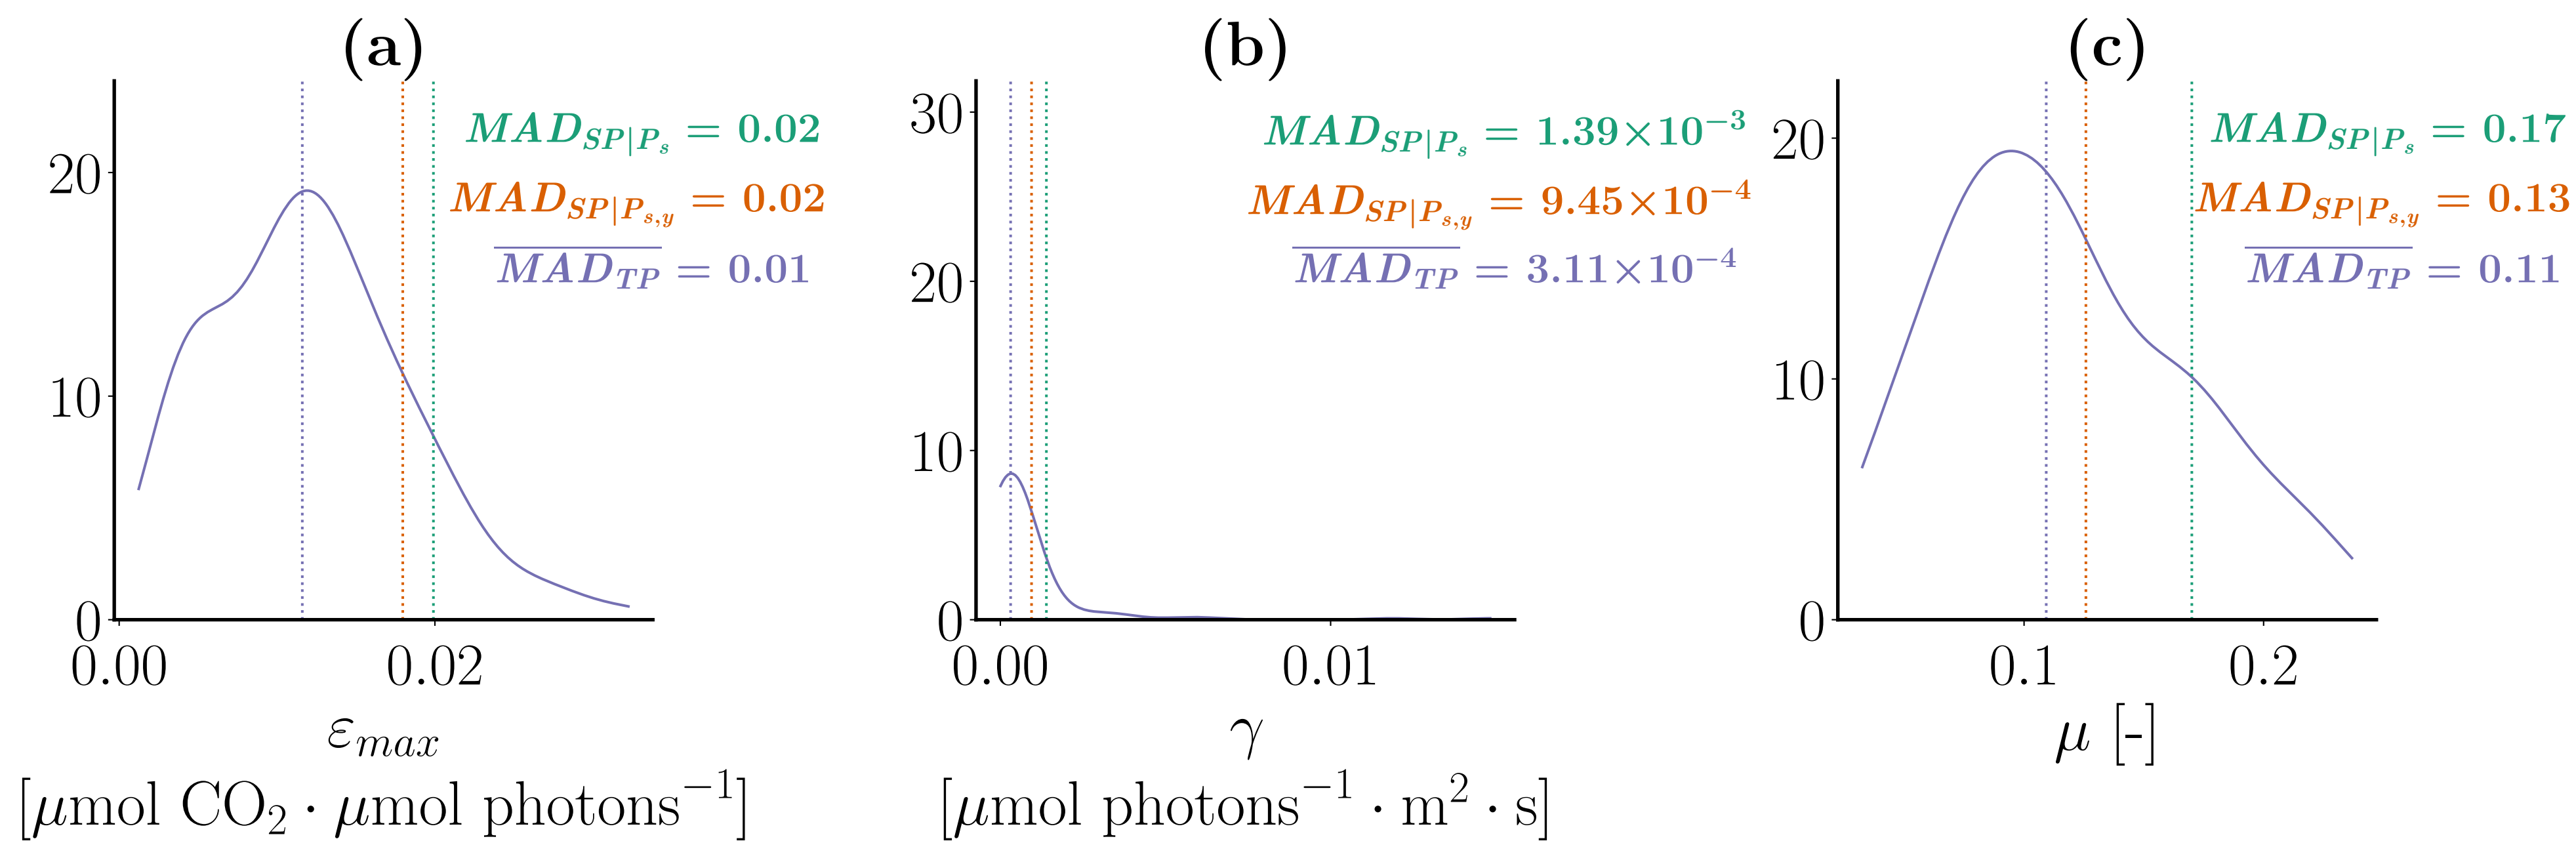 (a)
MAD_{SP|P_s} = 0.02
MAD_{SP|P_{s,y}} = 0.02
\overline{MAD_{TP}} = 0.01
20
10
0
0.00 0.02
ε_{max}
[μmol CO₂ · μmol photons⁻¹]
(b)
MAD_{SP|P_s} = 1.39×10⁻³
MAD_{SP|P_{s,y}} = 9.45×10⁻⁴
\overline{MAD_{TP}} = 3.11×10⁻⁴
30
20
10
0
0.00 0.01
γ
[μmol photons⁻¹ · m² · s]
(c)
MAD_{SP|P_s} = 0.17
MAD_{SP|P_{s,y}} = 0.13
\overline{MAD_{TP}} = 0.11
20
10
0
0.1 0.2
μ [-]